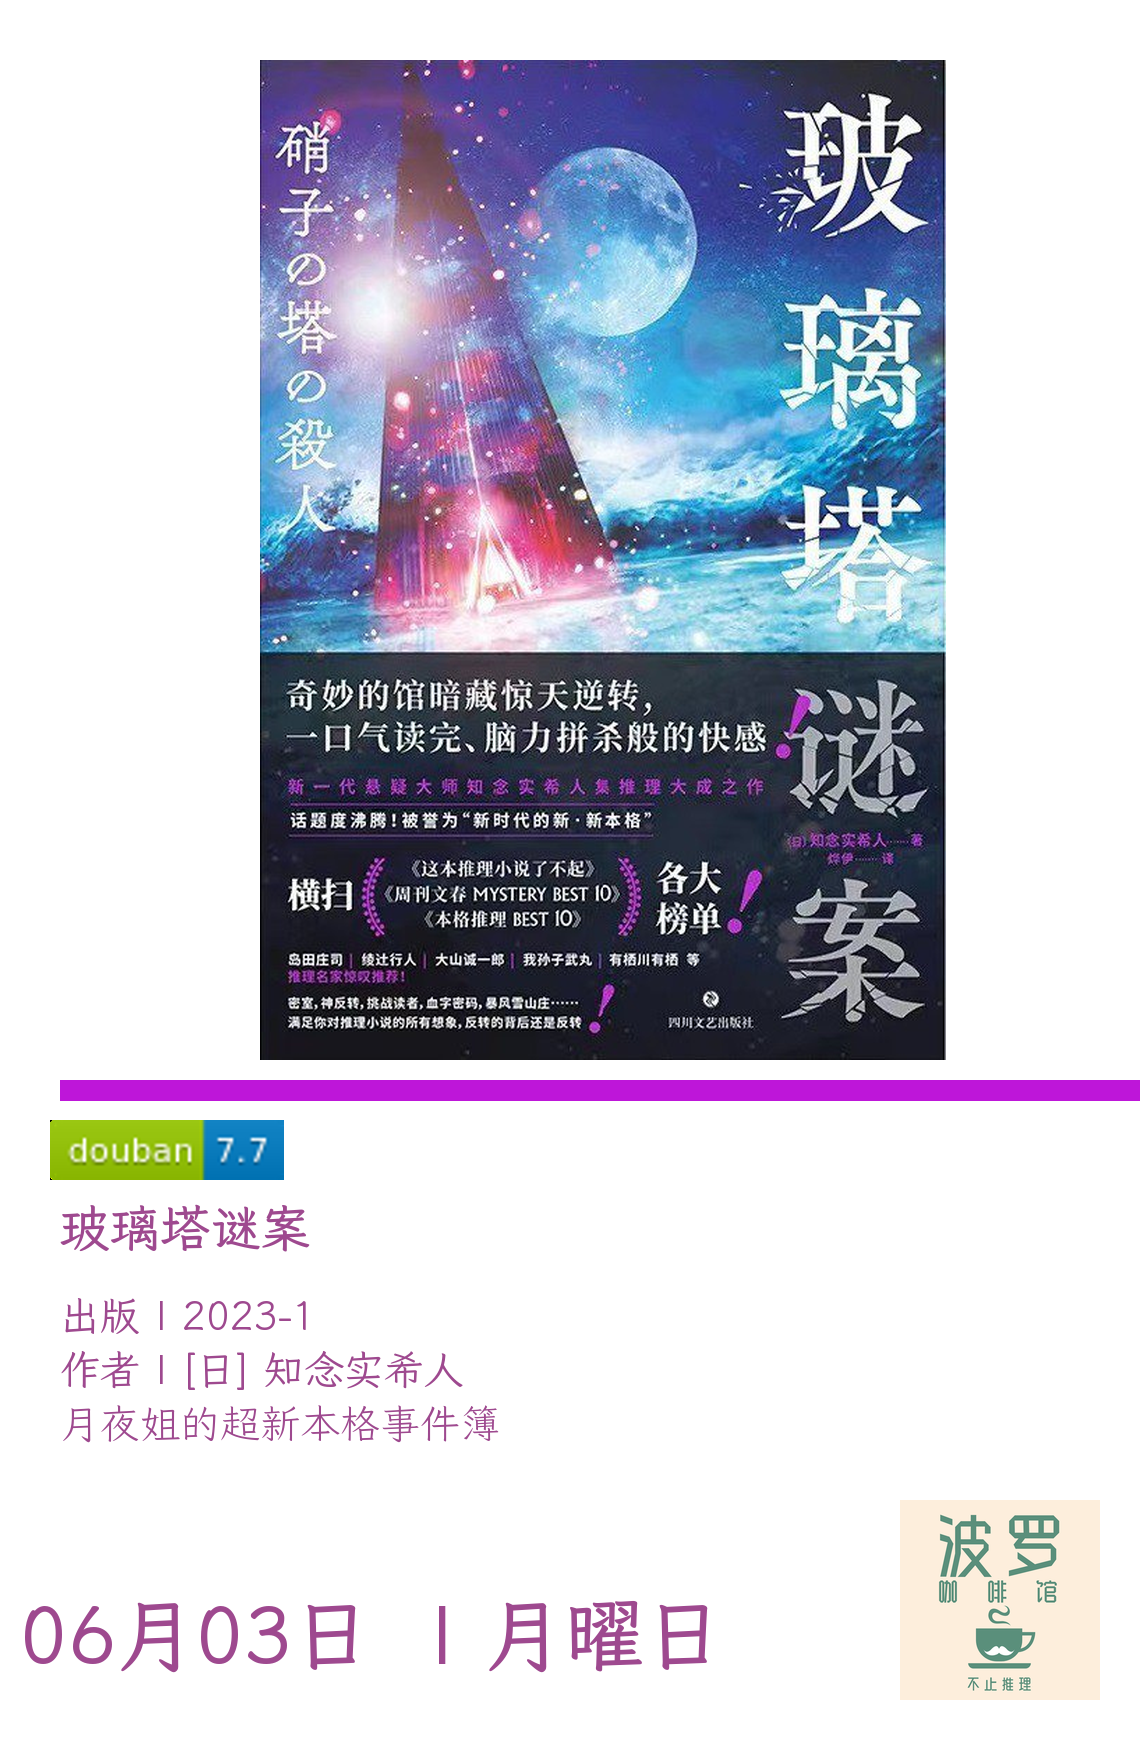 硝子の塔の殺人
玻璃塔
谜案
奇妙的馆暗藏惊天逆转,
一口气读完、脑力拼杀般的快感!
新一代悬疑大师知念实希人集推理大成之作
话题度沸腾!被誉为“新时代的新·新本格”
〔日〕知念实希人……著
烨伊……译
横扫
《这本推理小说了不起》
《周刊文春 MYSTERY BEST 10》
《本格推理 BEST 10》
各大
榜单!
岛田庄司 | 绫辻行人 | 大山诚一郎 | 我孙子武丸 | 有栖川有栖 等
推理名家惊叹推荐!
密室,神反转,挑战读者,血字密码,暴风雪山庄……
满足你对推理小说的所有想象,反转的背后还是反转!
四川文艺出版社
douban 7.7
玻璃塔谜案
出版 | 2023-1
作者 | [日] 知念实希人
月夜姐的超新本格事件簿
06月03日 | 月曜日
波罗
咖啡馆
不止推理